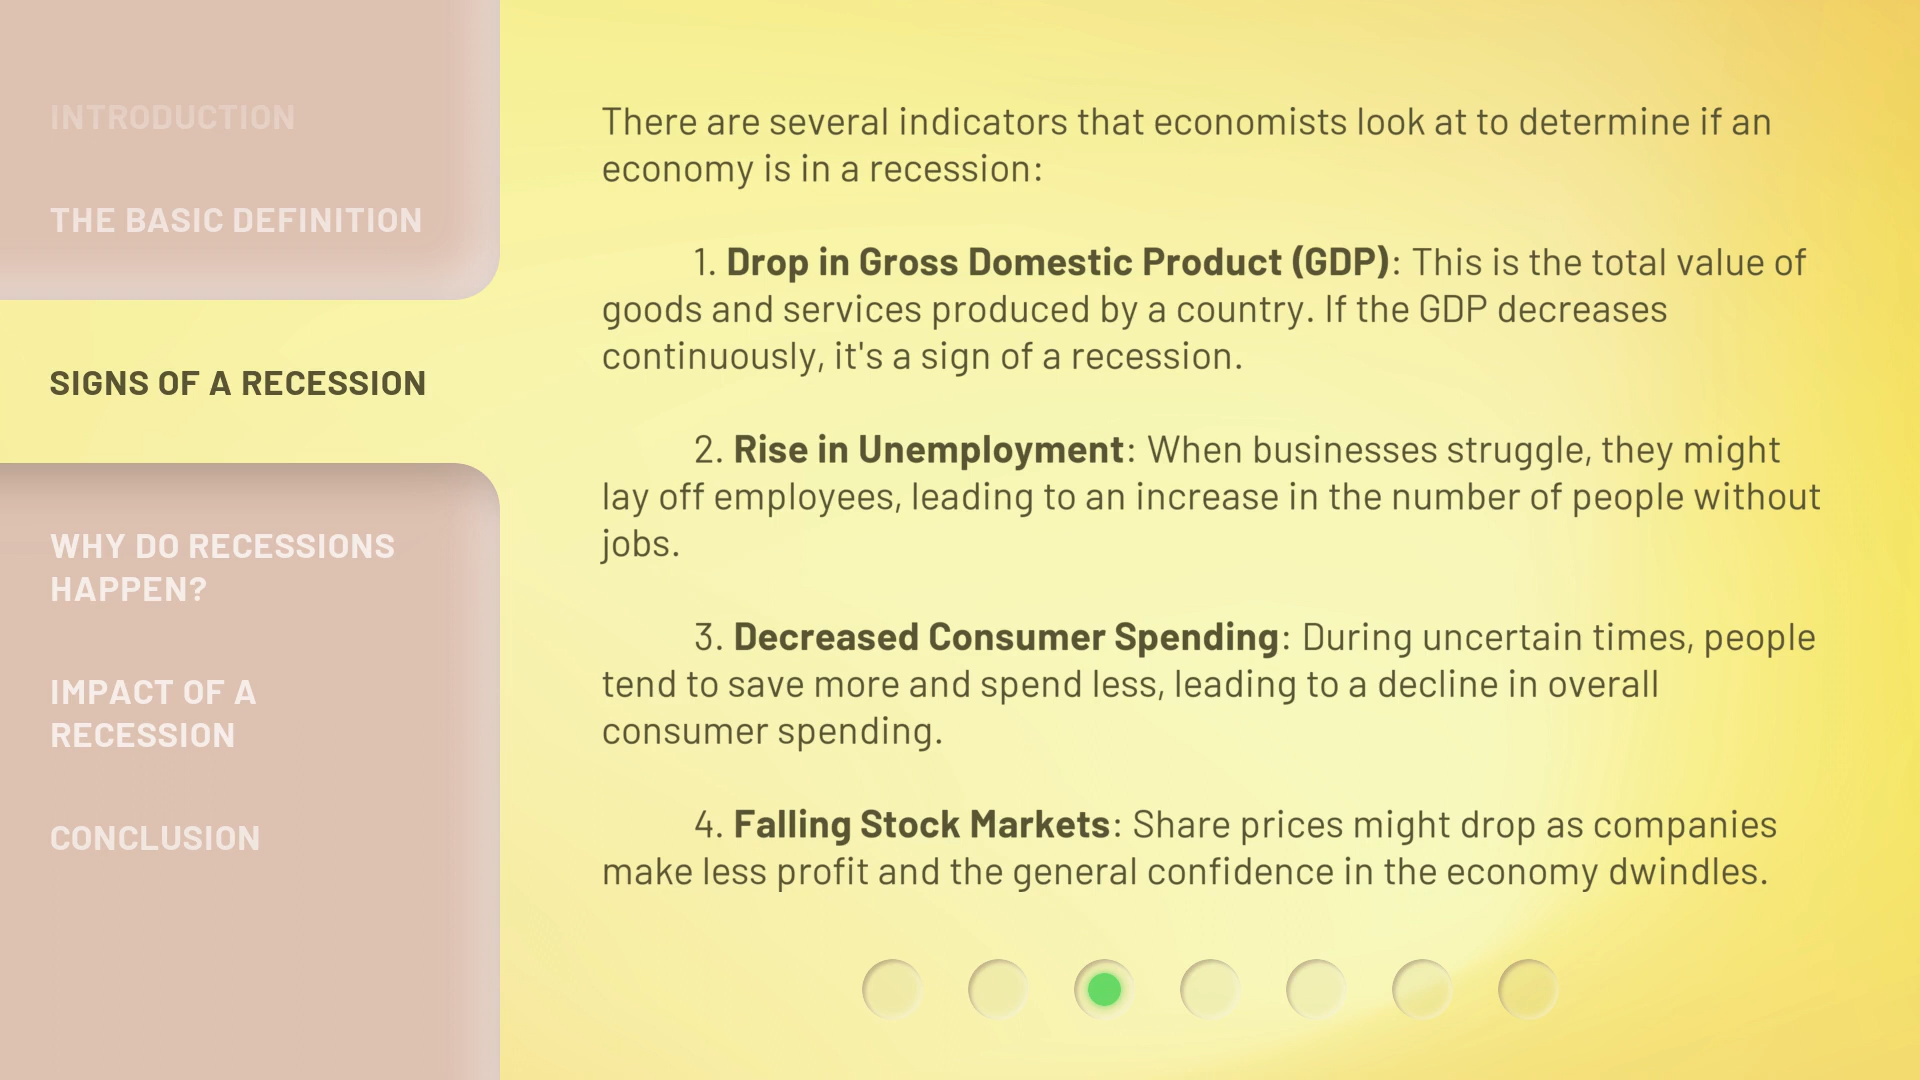 INTRODUCTION
THE BASIC DEFINITION
SIGNS OF A RECESSION
WHY DO RECESSIONS
HAPPEN?
IMPACT OF A
RECESSION
CONCLUSION
There are several indicators that economists look at to determine if an
economy is in a recession:
1. Drop in Gross Domestic Product (GDP): This is the total value of
goods and services produced by a country. If the GDP decreases
continuously, it's a sign of a recession.
2. Rise in Unemployment: When businesses struggle, they might
lay off employees, leading to an increase in the number of people without
jobs.
3. Decreased Consumer Spending: During uncertain times, people
tend to save more and spend less, leading to a decline in overall
consumer spending.
4. Falling Stock Markets: Share prices might drop as companies
make less profit and the general confidence in the economy dwindles.